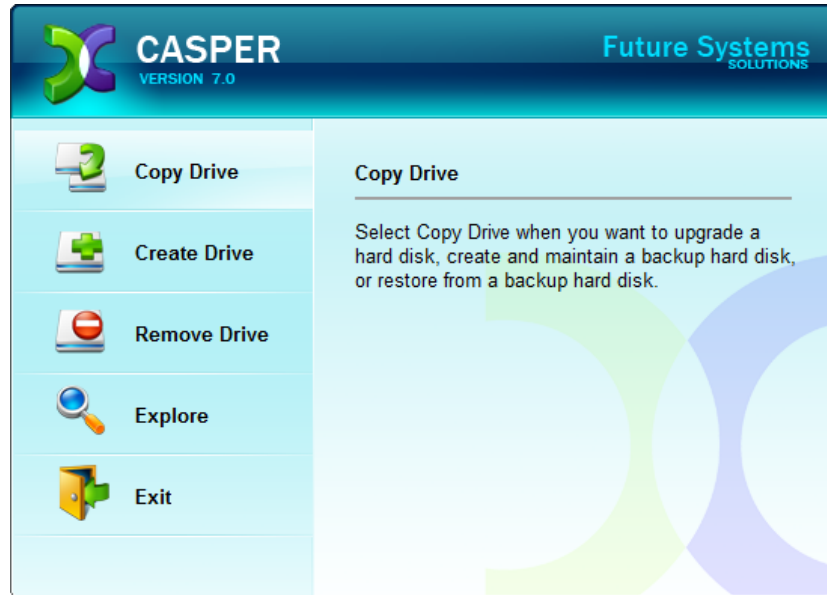 CASPER
VERSION 7.0
Future Systems
SOLUTIONS
Copy Drive
Create Drive
Remove Drive
Explore
Exit
Copy Drive
Select Copy Drive when you want to upgrade a
hard disk, create and maintain a backup hard disk,
or restore from a backup hard disk.